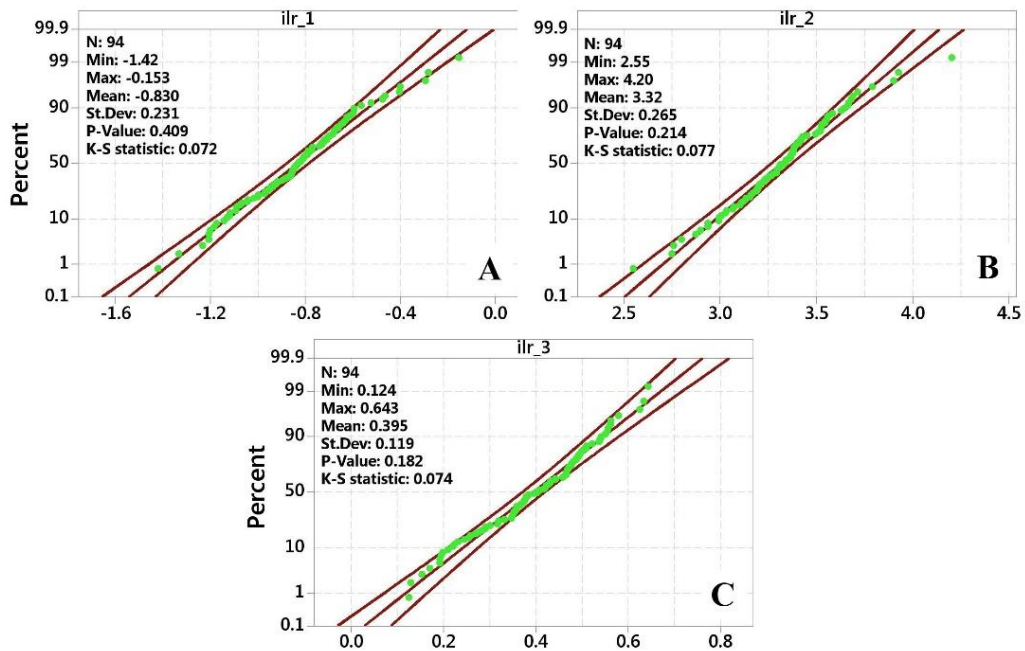 ilr_1
99.9
99
90
50
10
1
0.1
Percent
N: 94
Min: -1.42
Max: -0.153
Mean: -0.830
St.Dev: 0.231
P-Value: 0.409
K-S statistic: 0.072
A
-1.6 -1.2 -0.8 -0.4 0.0
ilr_2
99.9
99
90
50
10
1
0.1
N: 94
Min: 2.55
Max: 4.20
Mean: 3.32
St.Dev: 0.265
P-Value: 0.214
K-S statistic: 0.077
B
2.5 3.0 3.5 4.0 4.5
ilr_3
99.9
99
90
50
10
1
0.1
Percent
N: 94
Min: 0.124
Max: 0.643
Mean: 0.395
St.Dev: 0.119
P-Value: 0.182
K-S statistic: 0.074
C
0.0 0.2 0.4 0.6 0.8